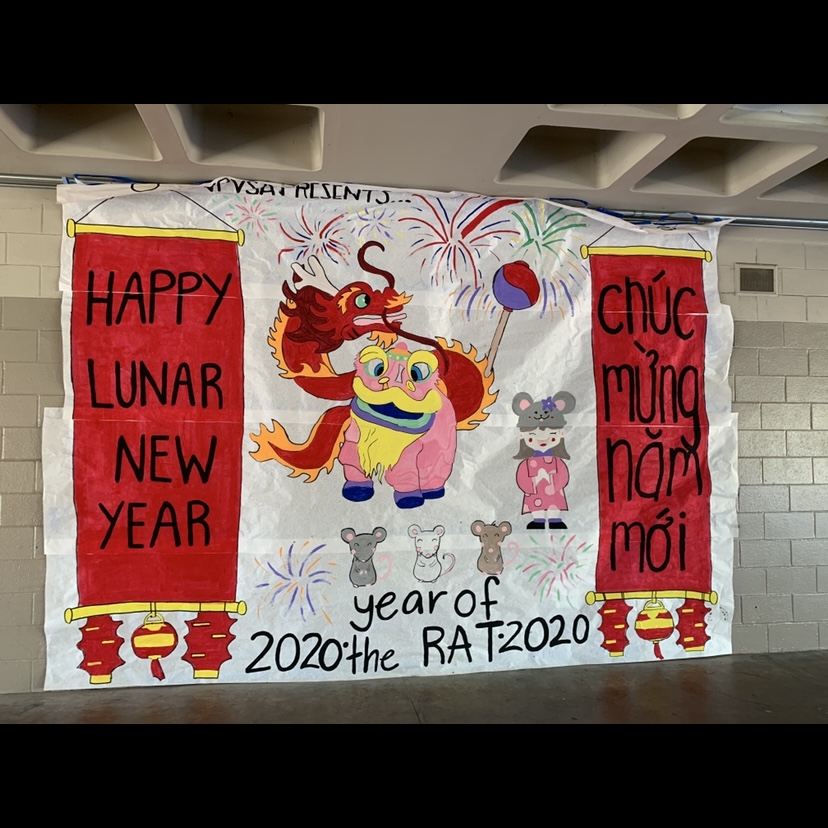 PRESENTS...
HAPPY
LUNAR
NEW
YEAR
chúc
mừng
năm
mới
year of
2020·the RAT·2020